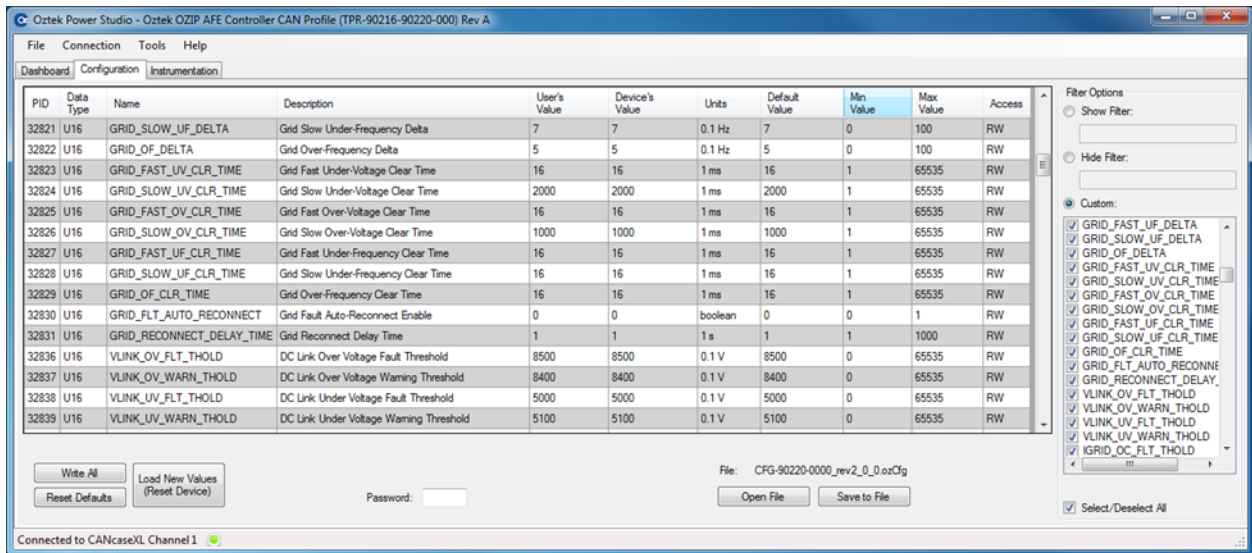 Oztek Power Studio - Oztek OZIP AFE Controller CAN Profile (TPR-90216-90220-000) Rev A
File Connection Tools Help
Dashboard Configuration Instrumentation
PID Data Type Name Description User's Value Device's Value Units Default Value Min Value Max Value Access
32821 U16 GRID_SLOW_UF_DELTA Grid Slow Under-Frequency Delta 7 7 0.1 Hz 7 0 100 RW
32822 U16 GRID_OF_DELTA Grid Over-Frequency Delta 5 5 0.1 Hz 5 0 100 RW
32823 U16 GRID_FAST_UV_CLR_TIME Grid Fast Under-Voltage Clear Time 16 16 1 ms 16 1 65535 RW
32824 U16 GRID_SLOW_UV_CLR_TIME Grid Slow Under-Voltage Clear Time 2000 2000 1 ms 2000 1 65535 RW
32825 U16 GRID_FAST_OV_CLR_TIME Grid Fast Over-Voltage Clear Time 16 16 1 ms 16 1 65535 RW
32826 U16 GRID_SLOW_OV_CLR_TIME Grid Slow Over-Voltage Clear Time 1000 1000 1 ms 1000 1 65535 RW
32827 U16 GRID_FAST_UF_CLR_TIME Grid Fast Under-Frequency Clear Time 16 16 1 ms 16 1 65535 RW
32828 U16 GRID_SLOW_UF_CLR_TIME Grid Slow Under-Frequency Clear Time 16 16 1 ms 16 1 65535 RW
32829 U16 GRID_OF_CLR_TIME Grid Over-Frequency Clear Time 16 16 1 ms 16 1 65535 RW
32830 U16 GRID_FLT_AUTO_RECONNECT Grid Fault Auto-Reconnect Enable 0 0 boolean 0 0 1 RW
32831 U16 GRID_RECONNECT_DELAY_TIME Grid Reconnect Delay Time 1 1 1 s 1 1 1000 RW
32836 U16 VLINK_OV_FLT_THOLD DC Link Over Voltage Fault Threshold 8500 8500 0.1 V 8500 0 65535 RW
32837 U16 VLINK_OV_WARN_THOLD DC Link Over Voltage Warning Threshold 8400 8400 0.1 V 8400 0 65535 RW
32838 U16 VLINK_UV_FLT_THOLD DC Link Under Voltage Fault Threshold 5000 5000 0.1 V 5000 0 65535 RW
32839 U16 VLINK_UV_WARN_THOLD DC Link Under Voltage Warning Threshold 5100 5100 0.1 V 5100 0 65535 RW
Filter Options
Show Filter:
Hide Filter:
Custom:
GRID_FAST_UF_DELTA
GRID_SLOW_UF_DELTA
GRID_OF_DELTA
GRID_FAST_UV_CLR_TIME
GRID_SLOW_UV_CLR_TIME
GRID_FAST_OV_CLR_TIME
GRID_SLOW_OV_CLR_TIME
GRID_FAST_UF_CLR_TIME
GRID_SLOW_UF_CLR_TIME
GRID_OF_CLR_TIME
GRID_FLT_AUTO_RECONNE
GRID_RECONNECT_DELAY_
VLINK_OV_FLT_THOLD
VLINK_OV_WARN_THOLD
VLINK_UV_FLT_THOLD
VLINK_UV_WARN_THOLD
IGRID_OC_FLT_THOLD
Select/Deselect All
Write All
Reset Defaults
Load New Values
(Reset Device)
Password:
File: CFG-90220-0000_rev2_0_0.ozCfg
Open File Save to File
Connected to CANcaseXL Channel 1